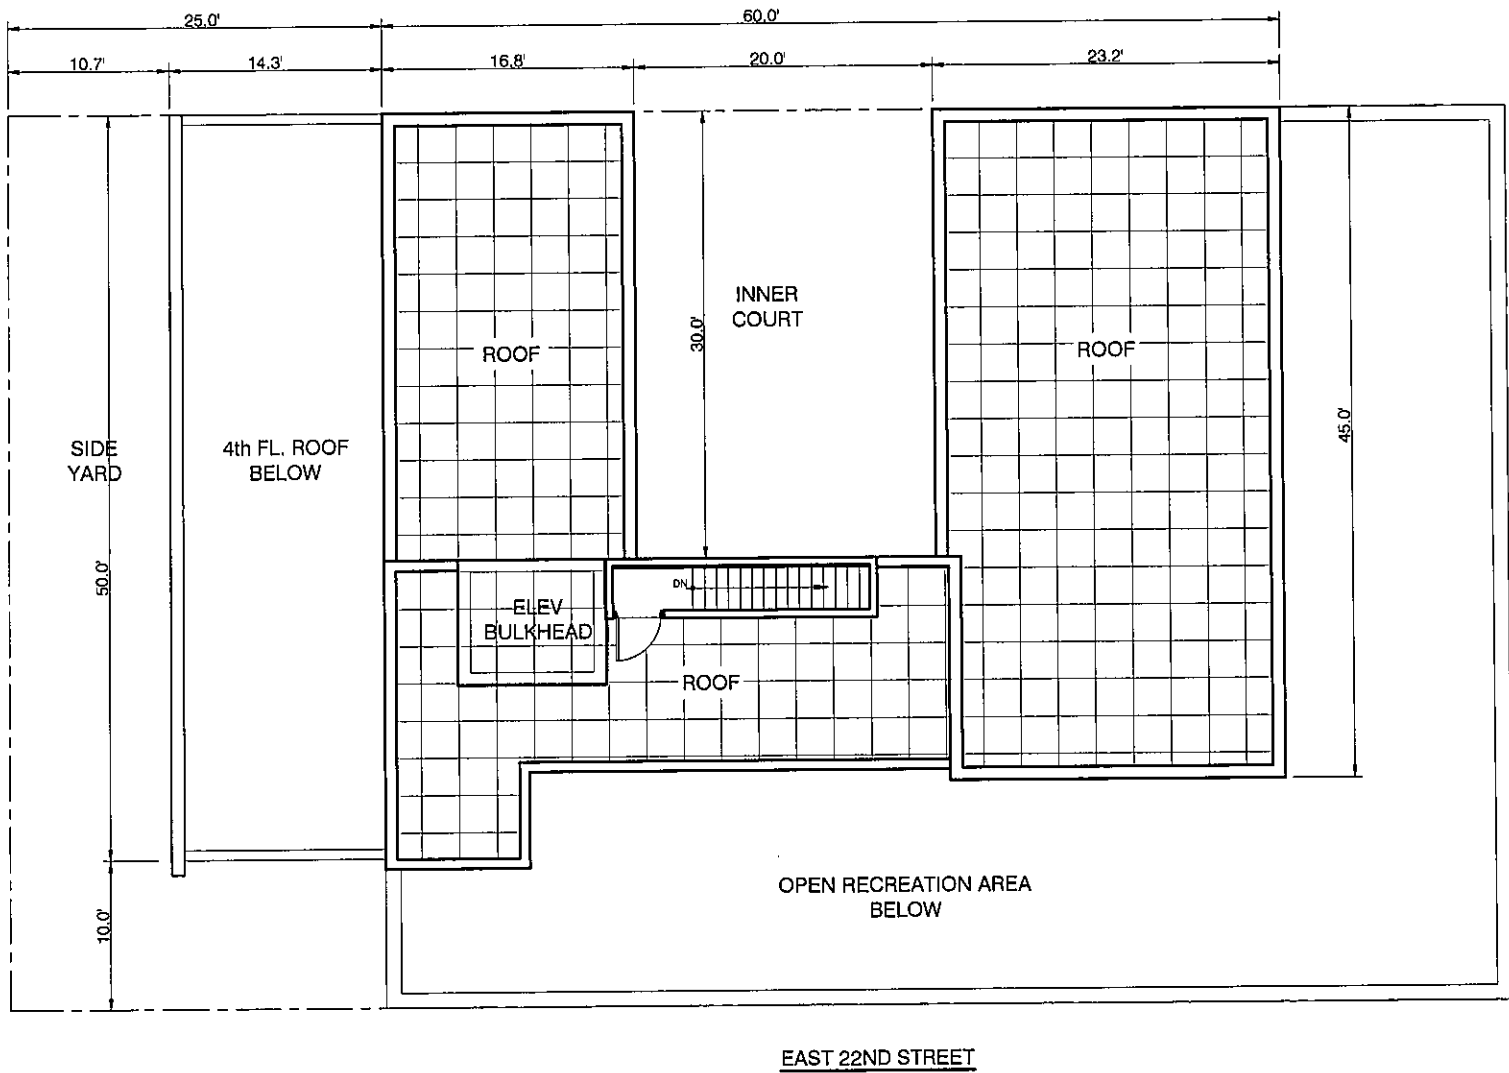 25.0'
60.0'
10.7'
14.3'
16.8'
20.0'
23.2'
INNER
COURT
30.0'
ROOF
ROOF
45.0'
SIDE
YARD
4th FL. ROOF
BELOW
50.0'
DN
ELEV
BULKHEAD
ROOF
OPEN RECREATION AREA
BELOW
10.0'
EAST 22ND STREET